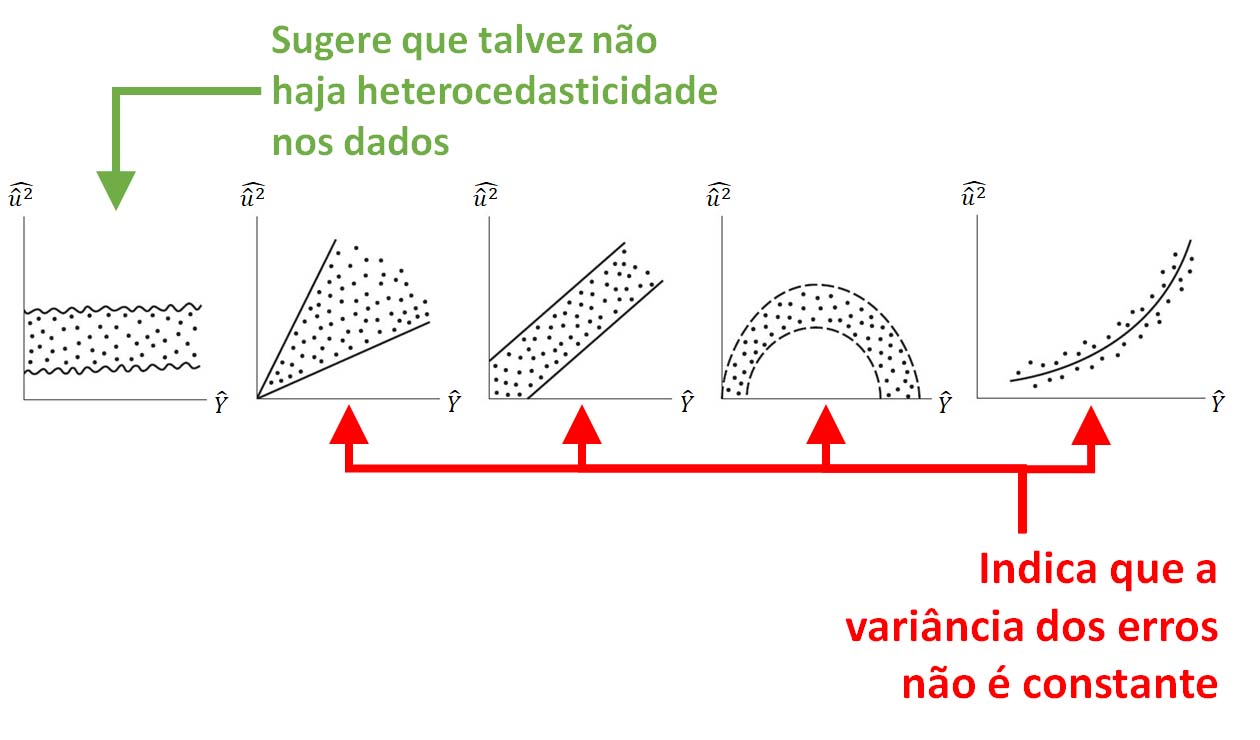 Sugere que talvez não
haja heterocedasticidade
nos dados
$\widehat{\hat{u}^2}$
$\widehat{\hat{u}^2}$
$\widehat{\hat{u}^2}$
$\widehat{\hat{u}^2}$
$\widehat{\hat{u}^2}$
Ŷ
Ŷ
Ŷ
Ŷ
Ŷ
Indica que a
variância dos erros
não é constante